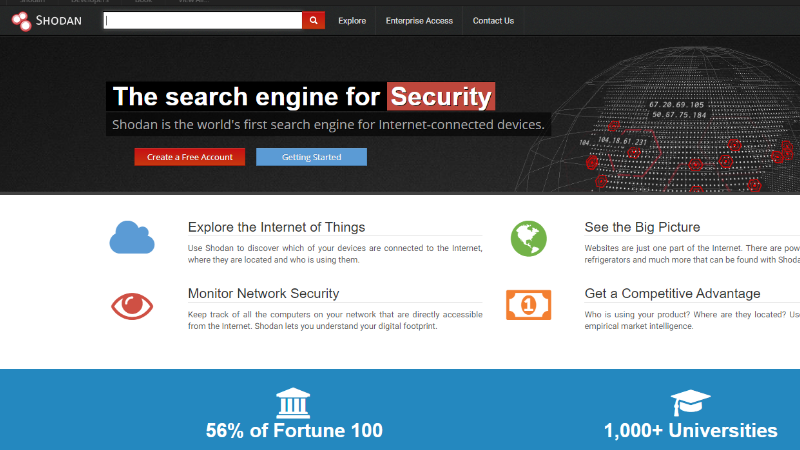 SHODAN
Explore
Enterprise Access
Contact Us
The search engine for Security
Shodan is the world's first search engine for Internet-connected devices.
Create a Free Account
Getting Started
67.20.69.105
50.67.75.184
104.18.61.231
104.
Explore the Internet of Things
Use Shodan to discover which of your devices are connected to the Internet,
where they are located and who is using them.
See the Big Picture
Websites are just one part of the Internet. There are pow
refrigerators and much more that can be found with Shoda
Monitor Network Security
Keep track of all the computers on your network that are directly accessible
from the Internet. Shodan lets you understand your digital footprint.
1
Get a Competitive Advantage
Who is using your product? Where are they located? Us
empirical market intelligence.
56% of Fortune 100
1,000+ Universities